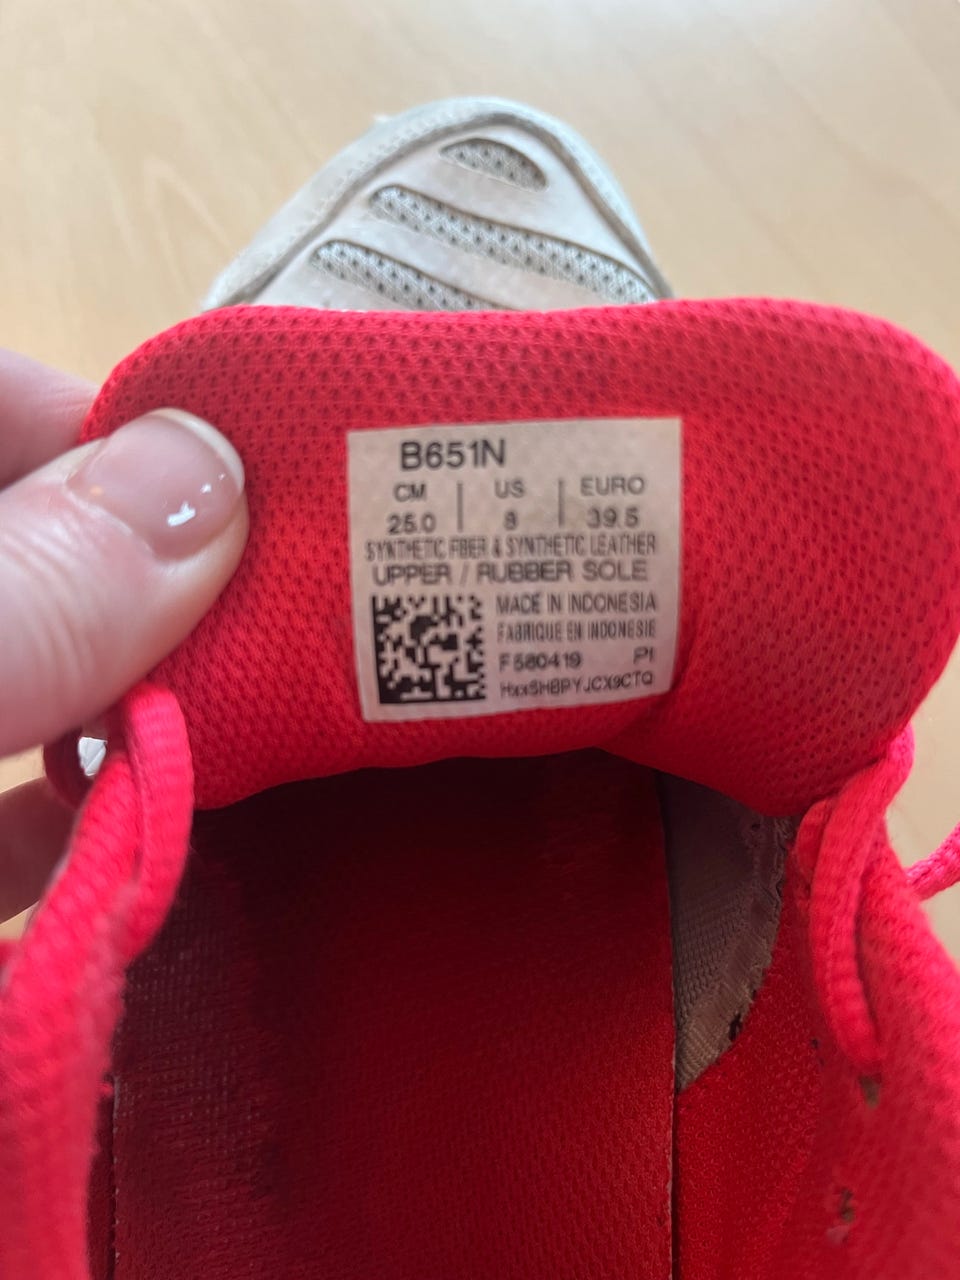 B651N
CM | US | EURO
25.0 | 8 | 39.5
SYNTHETIC FIBER & SYNTHETIC LEATHER
UPPER / RUBBER SOLE
MADE IN INDONESIA
FABRIQUE EN INDONESIE
F580419 PI